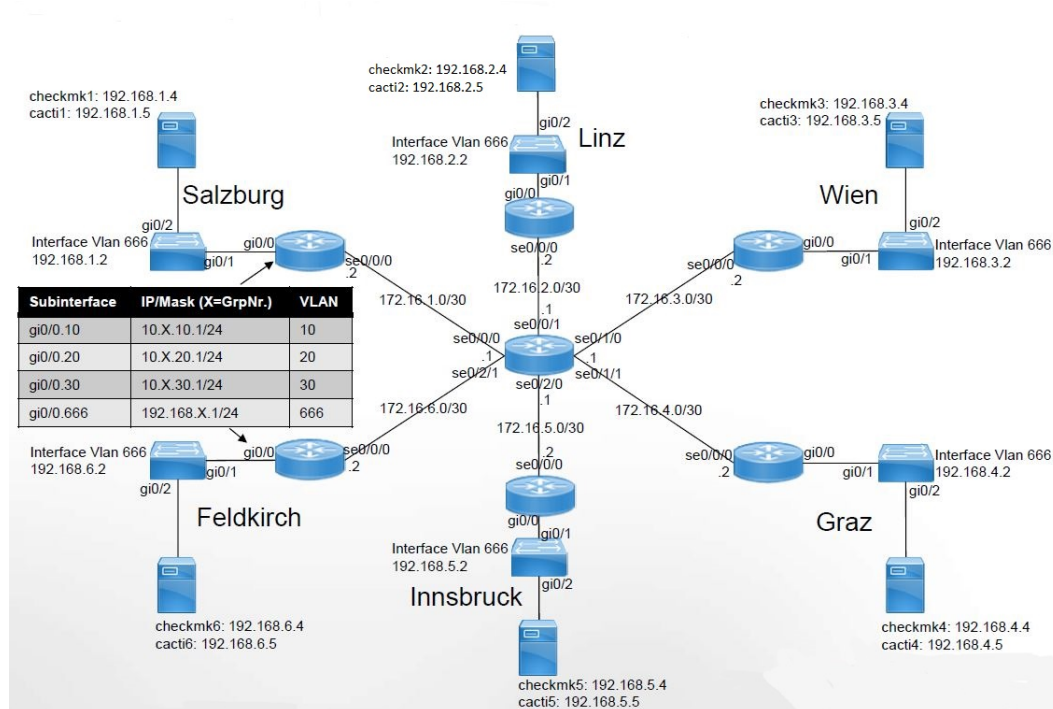 checkmk2: 192.168.2.4
cacti2: 192.168.2.5
checkmk1: 192.168.1.4
cacti1: 192.168.1.5
checkmk3: 192.168.3.4
cacti3: 192.168.3.5
gi0/2
Interface Vlan 666
192.168.2.2
Linz
gi0/1
gi0/0
Salzburg
Wien
gi0/2
Interface Vlan 666
192.168.1.2
gi0/0
gi0/1
se0/0/0
.2
se0/0/0
.2
se0/0/0
.2
gi0/0
gi0/1
gi0/2
Interface Vlan 666
192.168.3.2
172.16.1.0/30
172.16.2.0/30
172.16.3.0/30
Subinterface IP/Mask (X=GrpNr.) VLAN
gi0/0.10 10.X.10.1/24 10
gi0/0.20 10.X.20.1/24 20
gi0/0.30 10.X.30.1/24 30
gi0/0.666 192.168.X.1/24 666
.1
se0/0/1
se0/0/0
.1
se0/1/0
.1
se0/2/1
se0/2/0
.1
se0/1/1
172.16.6.0/30
172.16.5.0/30
172.16.4.0/30
Interface Vlan 666
192.168.6.2
gi0/0
gi0/1
gi0/2
se0/0/0
.2
.2
se0/0/0
se0/0/0
.2
gi0/0
gi0/1
gi0/2
Interface Vlan 666
192.168.4.2
Feldkirch
gi0/0
gi0/1
Graz
Interface Vlan 666
192.168.5.2
gi0/2
Innsbruck
checkmk6: 192.168.6.4
cacti6: 192.168.6.5
checkmk4: 192.168.4.4
cacti4: 192.168.4.5
checkmk5: 192.168.5.4
cacti5: 192.168.5.5